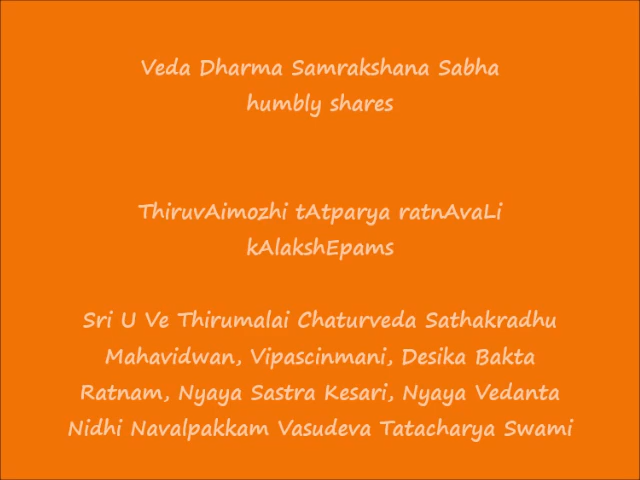 Veda Dharma Samrakshana Sabha
humbly shares
ThiruvAimozhi tAtparya ratnAvaLi
kAlakshEpams
Sri U Ve Thirumalai Chaturveda Sathakradhu
Mahavidwan, Vipascinmani, Desika Bakta
Ratnam, Nyaya Sastra Kesari, Nyaya Vedanta
Nidhi Navalpakkam Vasudeva Tatacharya Swami